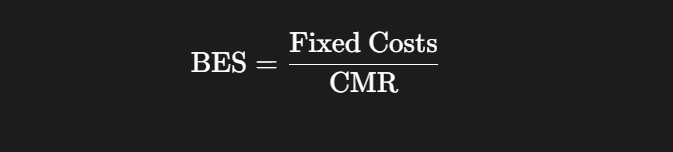 BES = Fixed Costs / CMR